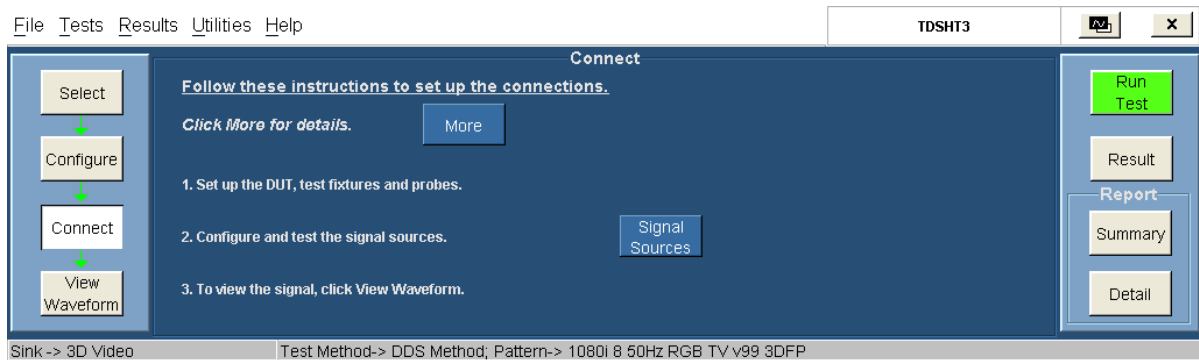 File Tests Results Utilities Help
TDSHT3
x
Connect
Select
Configure
Connect
View
Waveform
Follow these instructions to set up the connections.
Click More for details.
More
1. Set up the DUT, test fixtures and probes.
2. Configure and test the signal sources.
Signal
Sources
3. To view the signal, click View Waveform.
Run
Test
Result
Report
Summary
Detail
Sink -> 3D Video
Test Method-> DDS Method; Pattern-> 1080i 8 50Hz RGB TV v99 3DFP